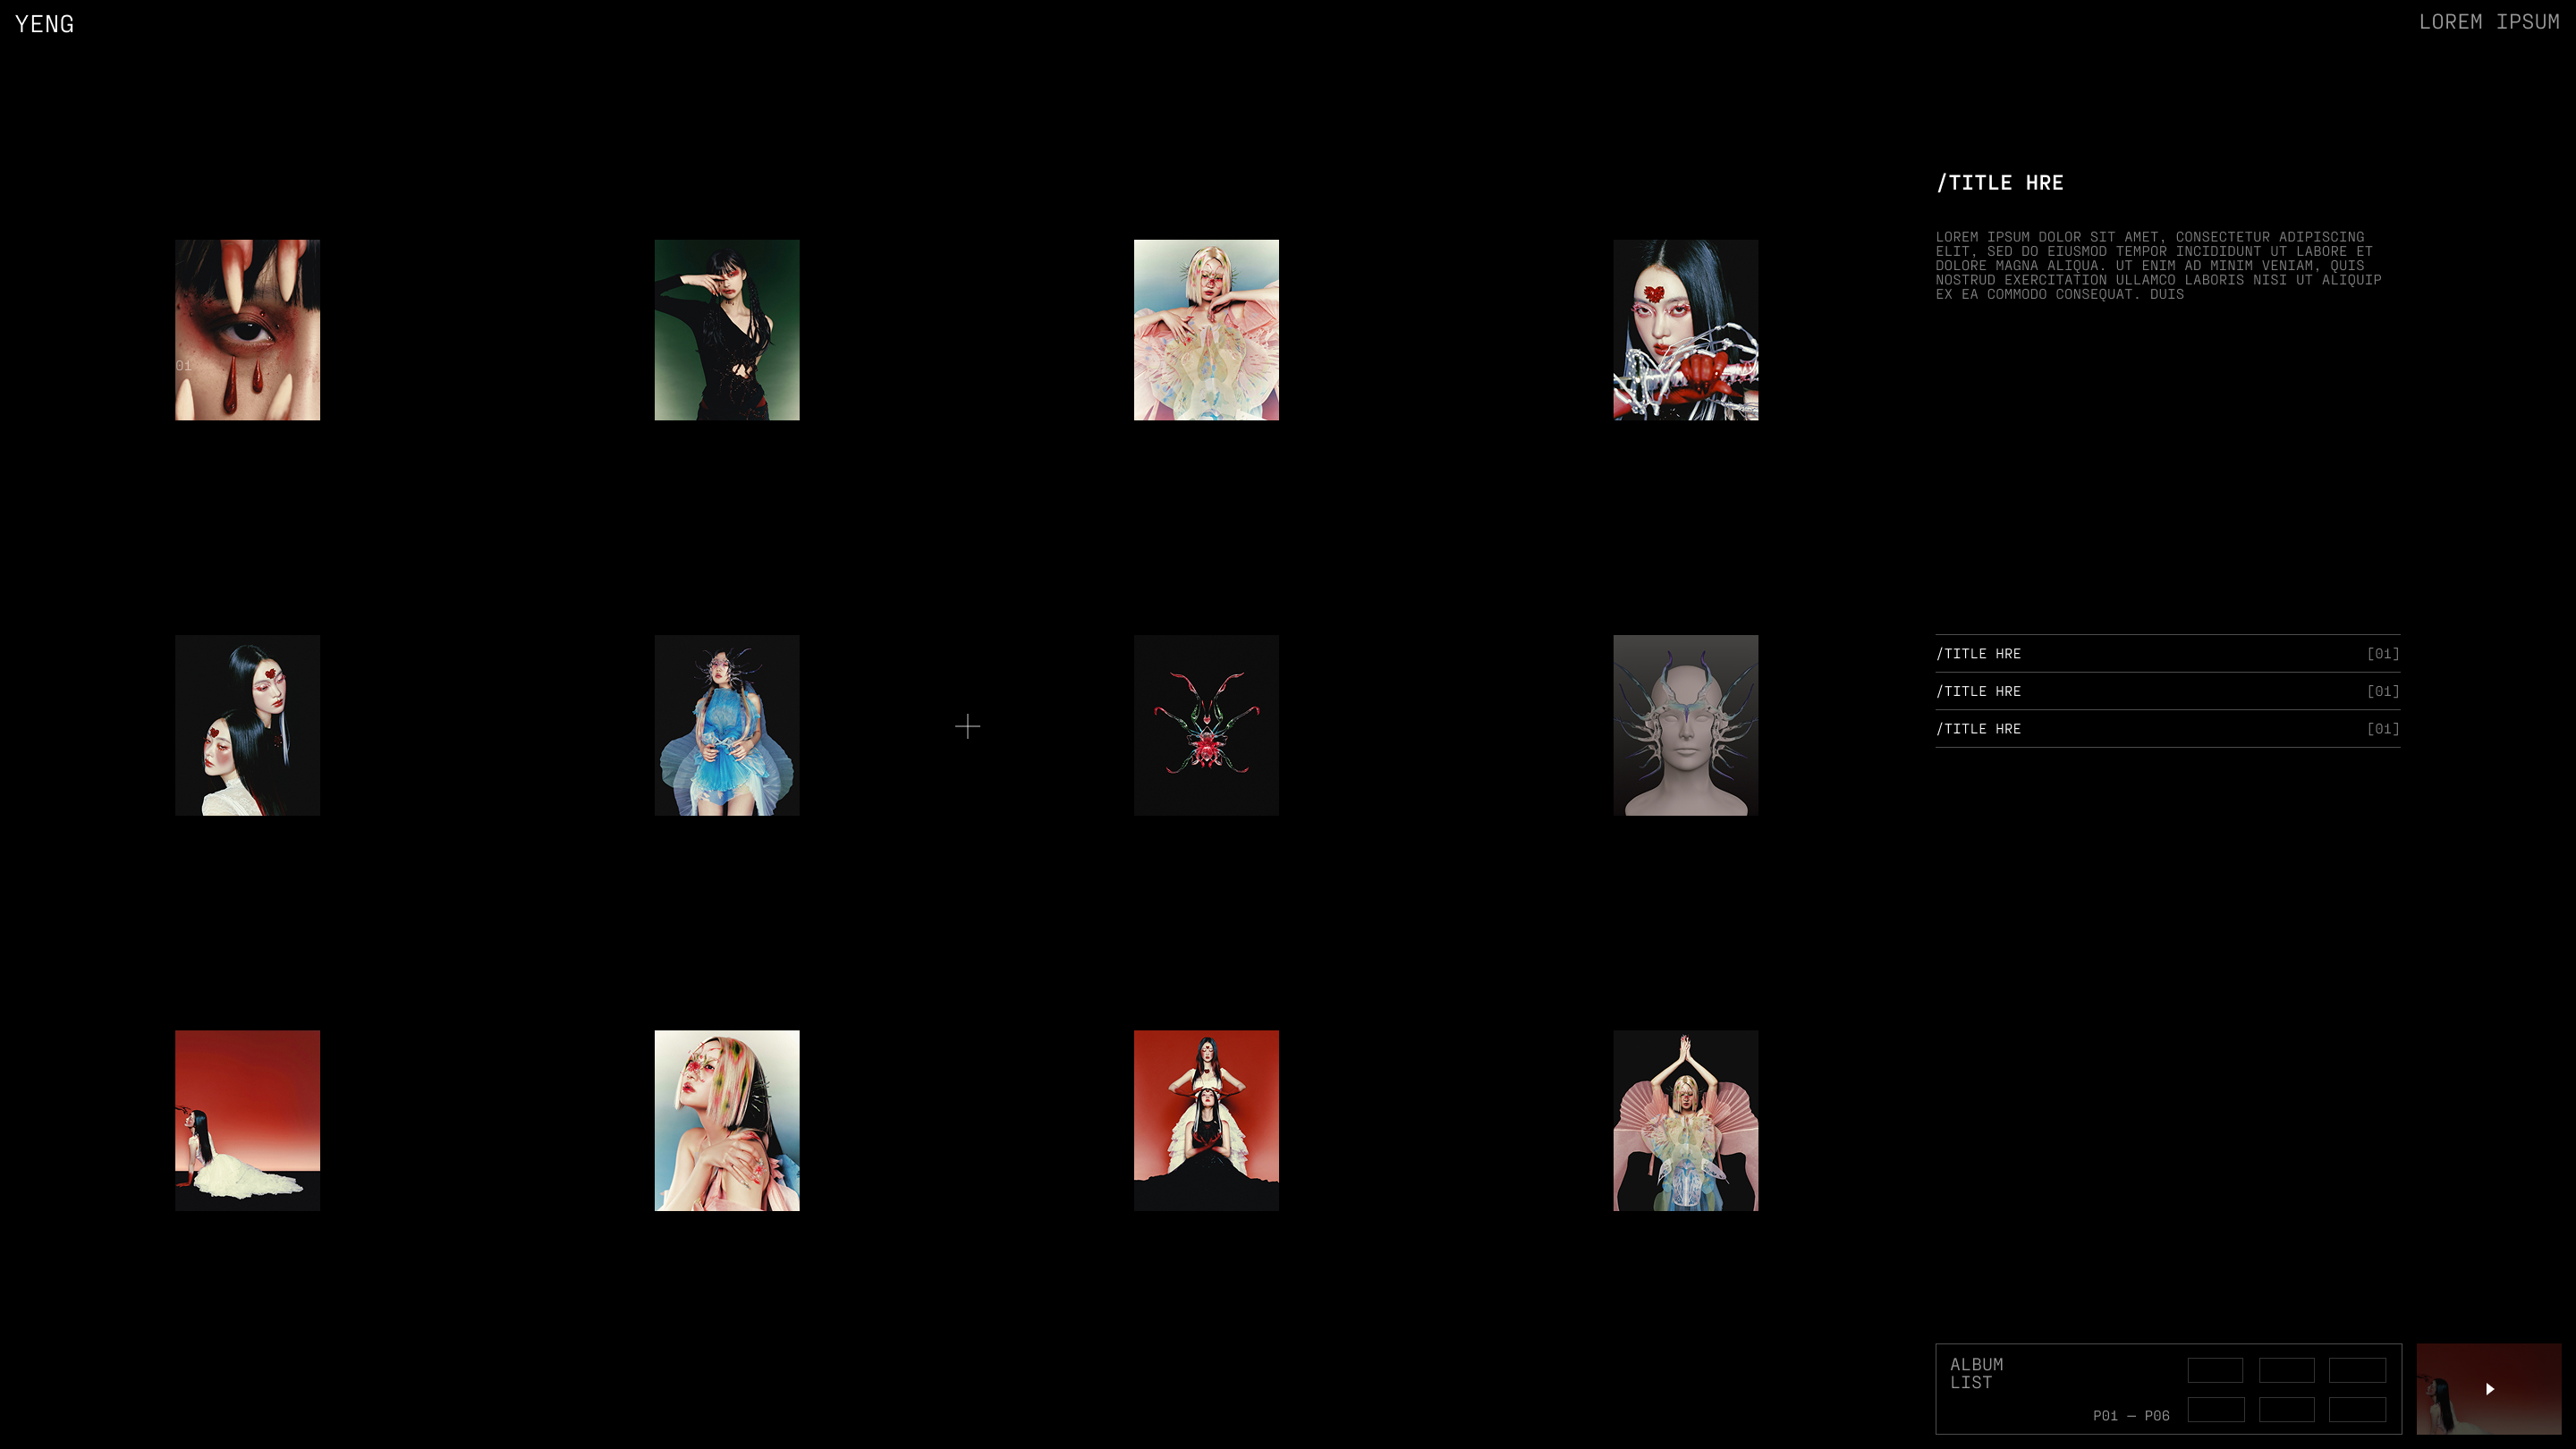 YENG
LOREM IPSUM
/TITLE HRE
LOREM IPSUM DOLOR SIT AMET, CONSECTETUR ADIPISCING
ELIT, SED DO EIUSMOD TEMPOR INCIDIDUNT UT LABORE ET
DOLORE MAGNA ALIQUA. UT ENIM AD MINIM VENIAM, QUIS
NOSTRUD EXERCITATION ULLAMCO LABORIS NISI UT ALIQUIP
EX EA COMMODO CONSEQUAT. DUIS
01
/TITLE HRE [01]
/TITLE HRE [01]
/TITLE HRE [01]
ALBUM
LIST
P01 — P06